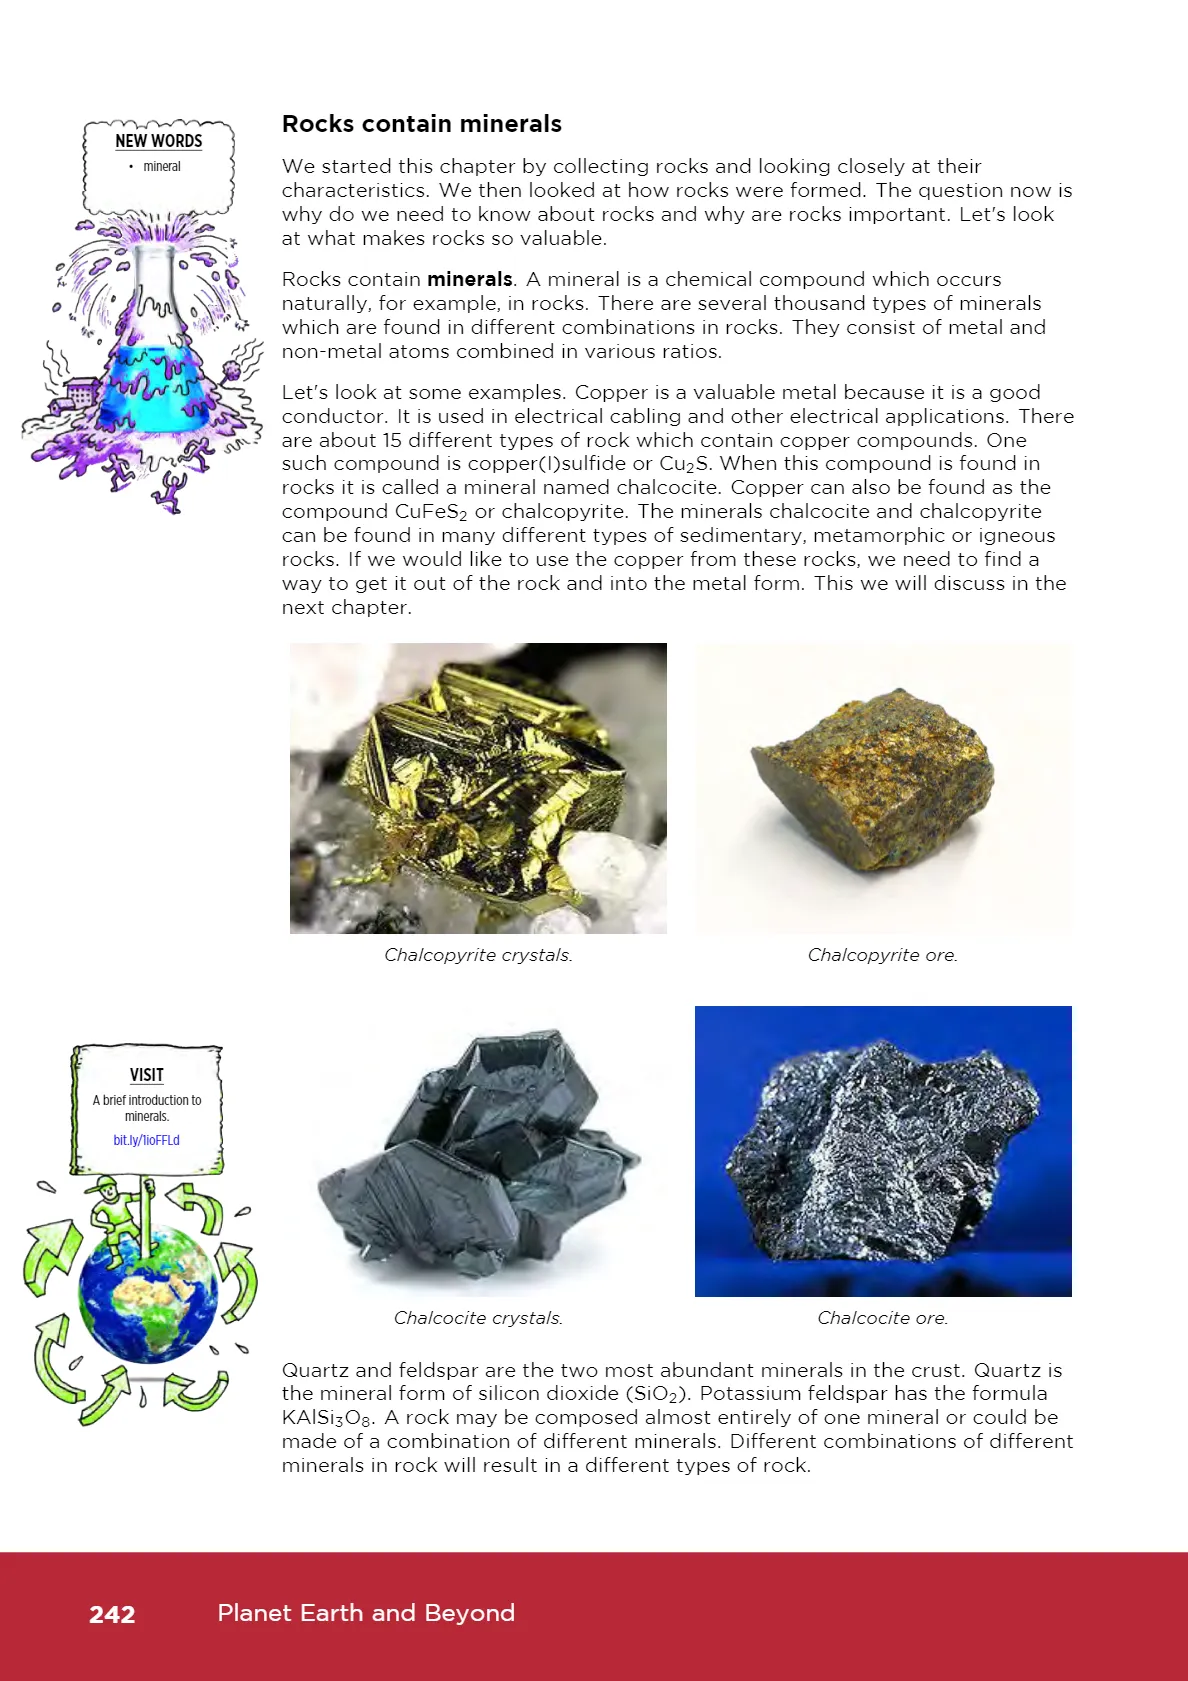 NEW WORDS
• mineral
Rocks contain minerals
We started this chapter by collecting rocks and looking closely at their
characteristics. We then looked at how rocks were formed. The question now is
why do we need to know about rocks and why are rocks important. Let's look
at what makes rocks so valuable.
Rocks contain minerals. A mineral is a chemical compound which occurs
naturally, for example, in rocks. There are several thousand types of minerals
which are found in different combinations in rocks. They consist of metal and
non-metal atoms combined in various ratios.
Let's look at some examples. Copper is a valuable metal because it is a good
conductor. It is used in electrical cabling and other electrical applications. There
are about 15 different types of rock which contain copper compounds. One
such compound is copper(I)sulfide or Cu₂S. When this compound is found in
rocks it is called a mineral named chalcocite. Copper can also be found as the
compound CuFeS₂ or chalcopyrite. The minerals chalcocite and chalcopyrite
can be found in many different types of sedimentary, metamorphic or igneous
rocks. If we would like to use the copper from these rocks, we need to find a
way to get it out of the rock and into the metal form. This we will discuss in the
next chapter.
Chalcopyrite crystals.
Chalcopyrite ore.
VISIT
A brief introduction to
minerals.
bit.ly/1ioFFLd
Chalcocite crystals.
Chalcocite ore.
Quartz and feldspar are the two most abundant minerals in the crust. Quartz is
the mineral form of silicon dioxide (SiO₂). Potassium feldspar has the formula
KAlSi₃O₈. A rock may be composed almost entirely of one mineral or could be
made of a combination of different minerals. Different combinations of different
minerals in rock will result in a different types of rock.
242 Planet Earth and Beyond